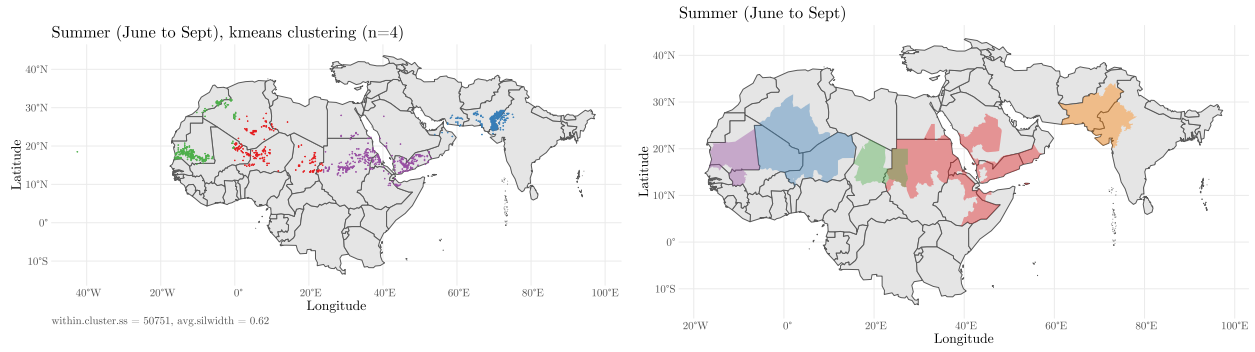 Summer (June to Sept), kmeans clustering (n=4)
40°N
30°N
20°N
10°N
0°
10°S
Latitude
40°W
20°W
0°
20°E
40°E
60°E
80°E
100°E
Longitude
within.cluster.ss = 50751, avg.silwidth = 0.62
Summer (June to Sept)
40°N
30°N
20°N
10°N
0°
10°S
Latitude
20°W
0°
20°E
40°E
60°E
80°E
100°E
Longitude